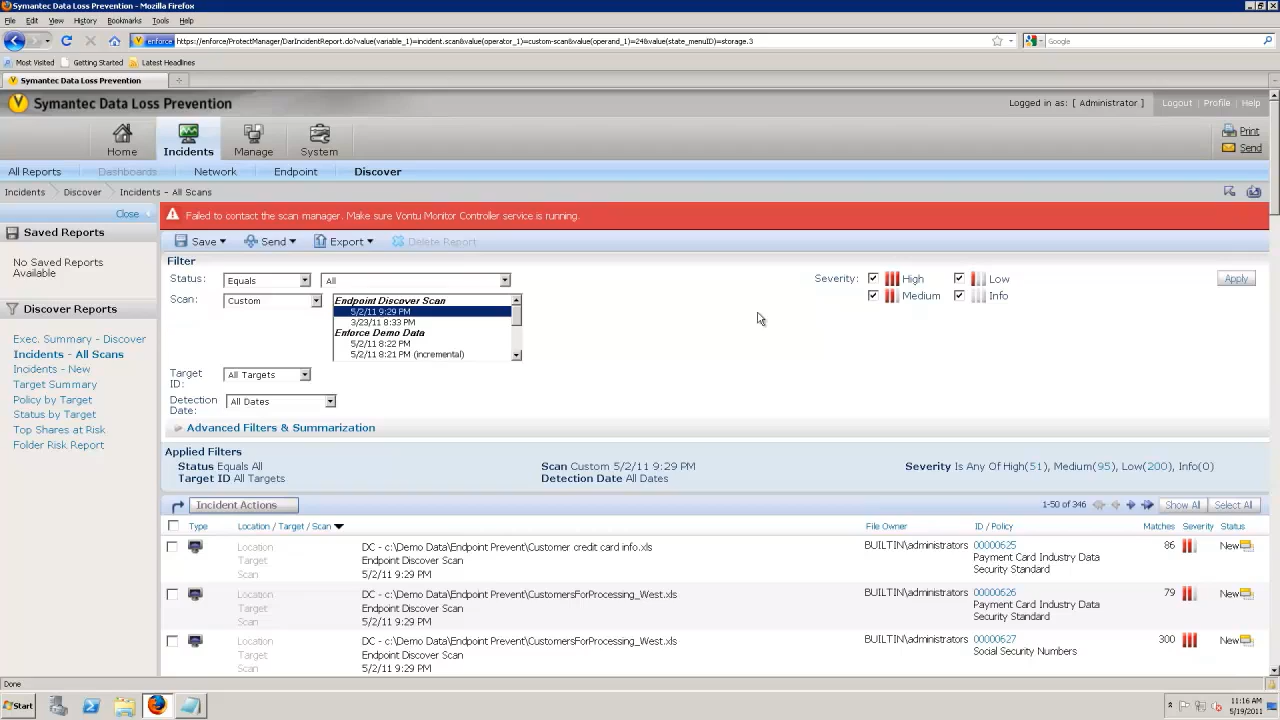 Symantec Data Loss Prevention - Mozilla Firefox
File Edit View History Bookmarks Tools Help
enforce https://enforce/ProtectManager/DarIncidentReport.do?value(variable_1)=incident.scan&value(operator_1)=custom-scan&value(operand_1)=24&value(state_menuID)=storage.3 Google
Most Visited Getting Started Latest Headlines
Symantec Data Loss Prevention
Symantec Data Loss Prevention Logged in as: [ Administrator ] Logout Profile Help
Home Incidents Manage System Print
Send
All Reports Dashboards Network Endpoint Discover
Incidents Discover Incidents - All Scans
Close
Failed to contact the scan manager. Make sure Vontu Monitor Controller service is running.
Saved Reports
No Saved Reports
Available
Discover Reports
Exec. Summary - Discover
Incidents - All Scans
Incidents - New
Target Summary
Policy by Target
Status by Target
Top Shares at Risk
Folder Risk Report
Save Send Export Delete Report
Filter
Status: Equals All Severity: High Low Apply
Medium Info
Scan: Custom Endpoint Discover Scan
5/2/11 9:29 PM
3/23/11 8:33 PM
Enforce Demo Data
5/2/11 8:22 PM
5/2/11 8:21 PM (incremental)
Target
ID: All Targets
Detection
Date: All Dates
Advanced Filters & Summarization
Applied Filters
Status Equals All Scan Custom 5/2/11 9:29 PM Severity Is Any Of High(51), Medium(95), Low(200), Info(0)
Target ID All Targets Detection Date All Dates
Incident Actions 1-50 of 346 Show All Select All
Type Location / Target / Scan File Owner ID / Policy Matches Severity Status
Location DC - c:\Demo Data\Endpoint Prevent\Customer credit card info.xls BUILTIN\administrators 00000625 86 New
Target Endpoint Discover Scan Payment Card Industry Data
Security Standard
Scan 5/2/11 9:29 PM
Location DC - c:\Demo Data\Endpoint Prevent\CustomersForProcessing_West.xls BUILTIN\administrators 00000626 79 New
Target Endpoint Discover Scan Payment Card Industry Data
Security Standard
Scan 5/2/11 9:29 PM
Location DC - c:\Demo Data\Endpoint Prevent\CustomersForProcessing_West.xls BUILTIN\administrators 00000627 300 New
Target Endpoint Discover Scan Social Security Numbers
Scan 5/2/11 9:29 PM
Done
Start 11:16 AM
5/19/2011